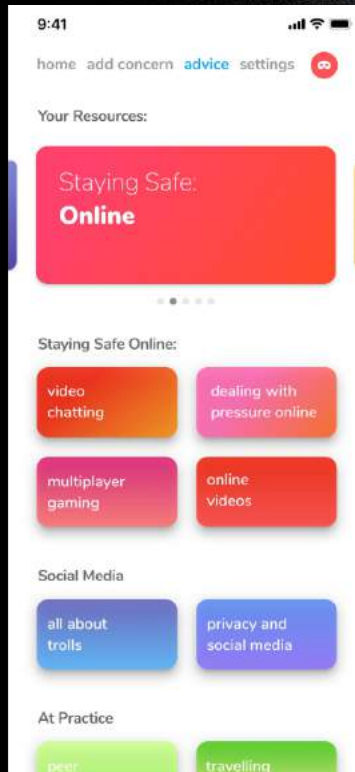 9:41
home add concern advice settings
Your Resources:
Staying Safe:
Online
Staying Safe Online:
video
chatting
dealing with
pressure online
multiplayer
gaming
online
videos
Social Media
all about
trolls
privacy and
social media
At Practice
peer
travelling